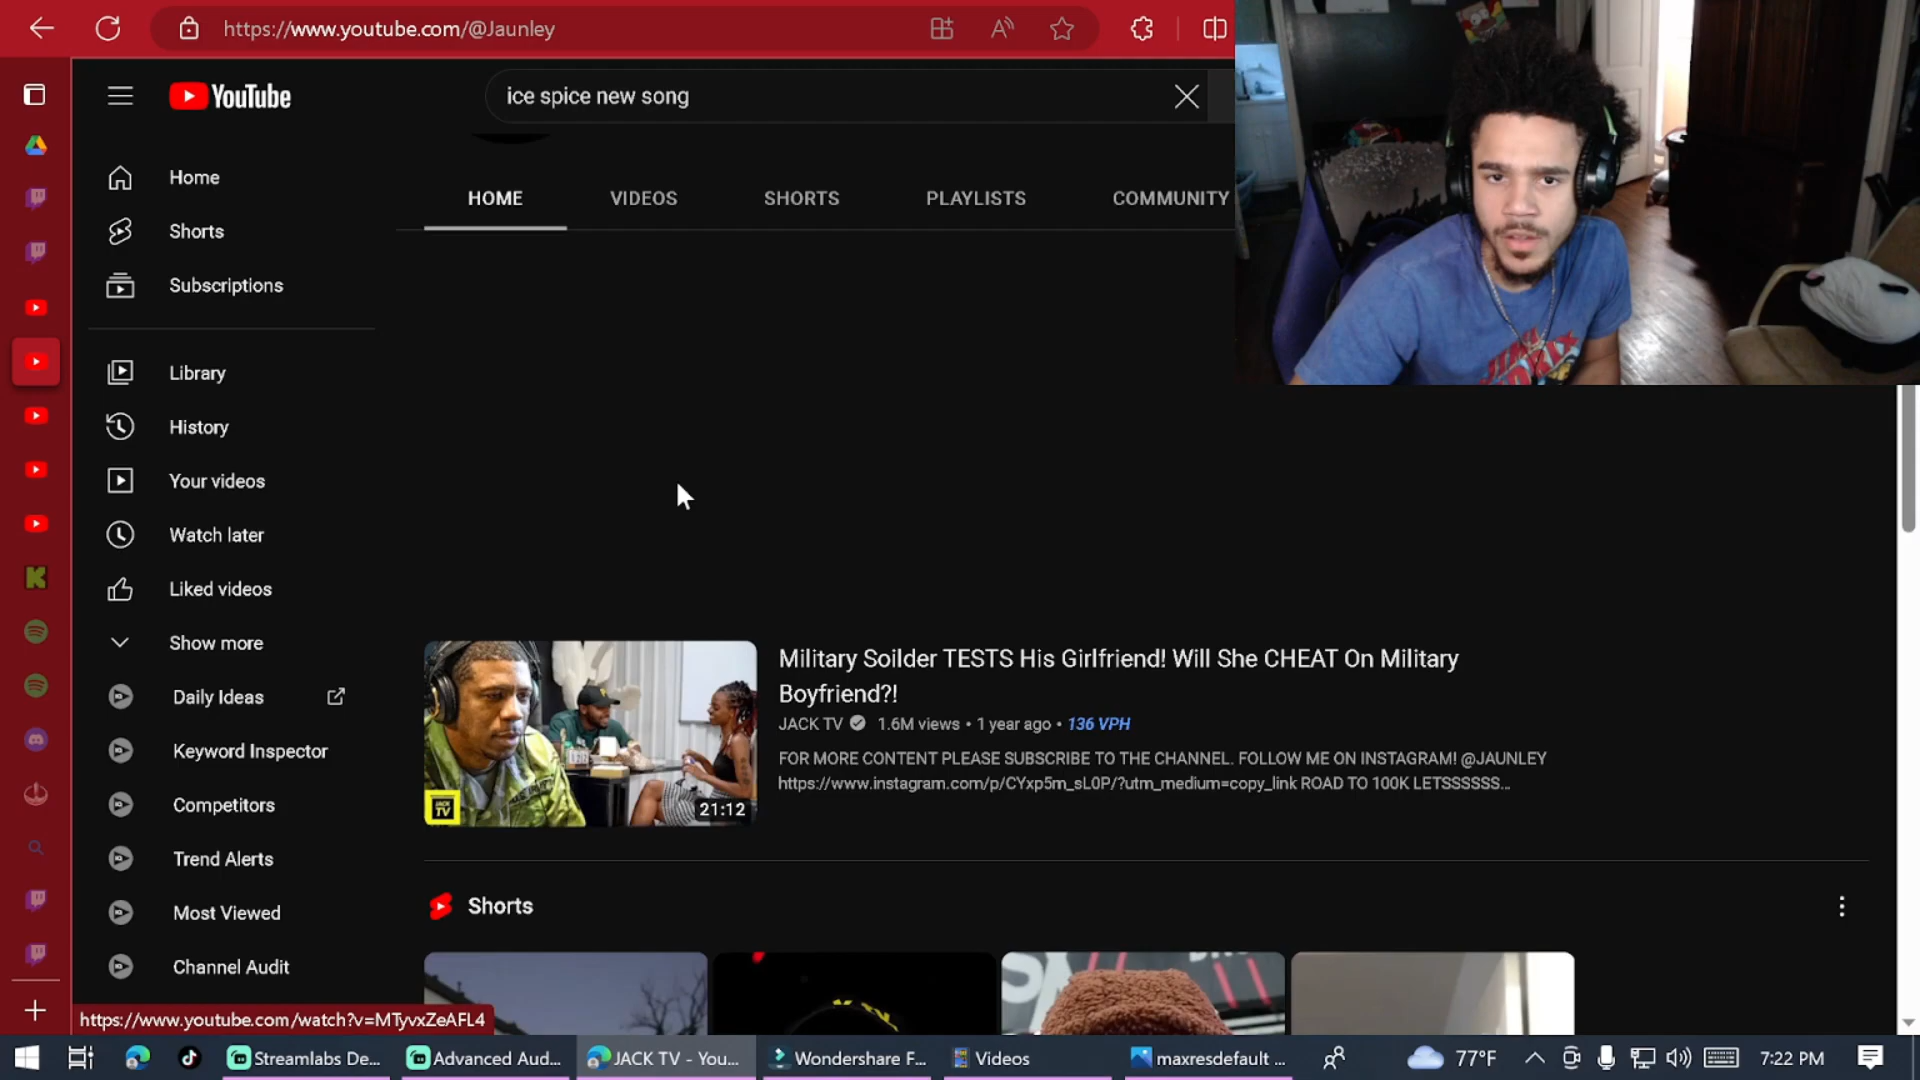 https://www.youtube.com/@Jaunley
YouTube
ice spice new song
Home
Shorts
Subscriptions
Library
History
Your videos
Watch later
Liked videos
Show more
Daily Ideas
Keyword Inspector
Competitors
Trend Alerts
Most Viewed
Channel Audit
HOME VIDEOS SHORTS PLAYLISTS COMMUNITY
Military Soilder TESTS His Girlfriend! Will She CHEAT On Military
Boyfriend?!
JACK TV 1.6M views • 1 year ago • 136 VPH
FOR MORE CONTENT PLEASE SUBSCRIBE TO THE CHANNEL. FOLLOW ME ON INSTAGRAM! @JAUNLEY
https://www.instagram.com/p/CYxp5m_sL0P/?utm_medium=copy_link ROAD TO 100K LETSSSSSS...
JACK
TV
21:12
Shorts
https://www.youtube.com/watch?v=MTyvxZeAFL4
Streamlabs De... Advanced Aud... JACK TV - You... Wondershare F... Videos maxresdefault ... 77°F 7:22 PM